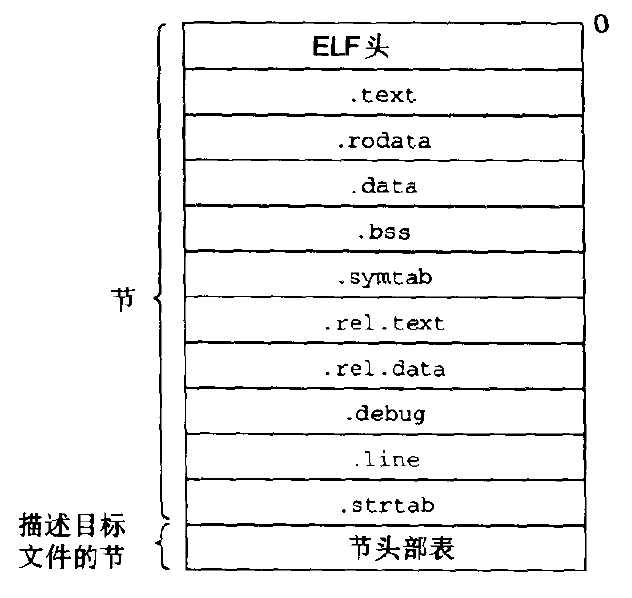 0
ELF头
.text
.rodata
.data
.bss
.symtab
节
.rel.text
.rel.data
.debug
.line
.strtab
描述目标
文件的节
节头部表